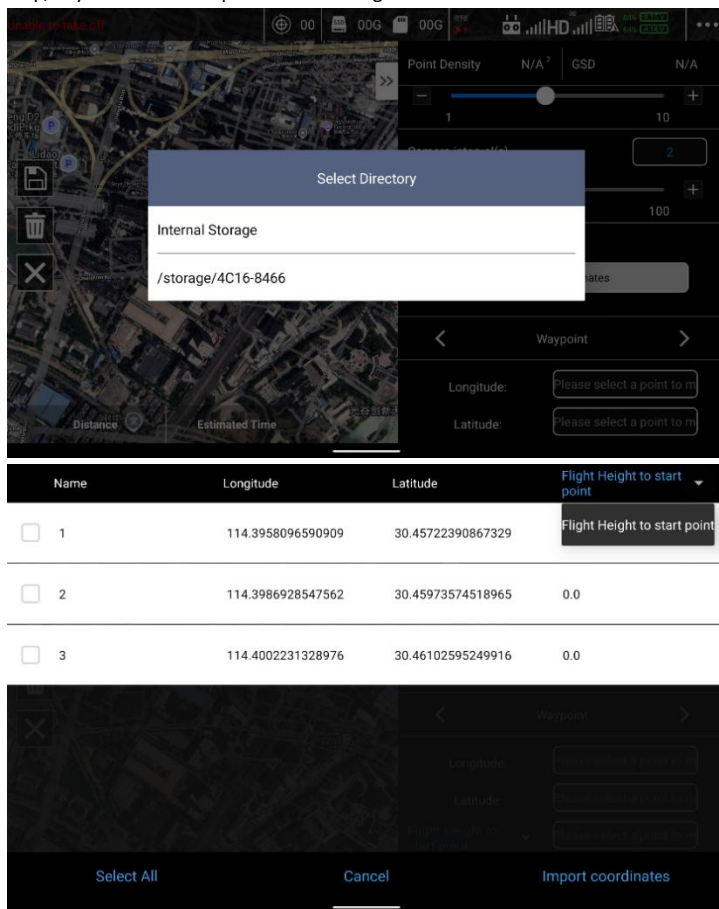 Unable to take off
00
00G
00G
HD
Point Density N/A GSD N/A
1 10
2
Select Directory
Internal Storage
/storage/4C16-8466
100
Waypoint
Longitude: Please select a point to m
Latitude: Please select a point to m
Lidao
Distance Estimated Time
Name Longitude Latitude Flight Height to start
point
Flight Height to start point
1 114.3958096590909 30.45722390867329
2 114.3986928547562 30.45973574518965 0.0
3 114.4002231328976 30.46102595249916 0.0
Waypoint
Longitude:
Latitude:
Select All Cancel Import coordinates